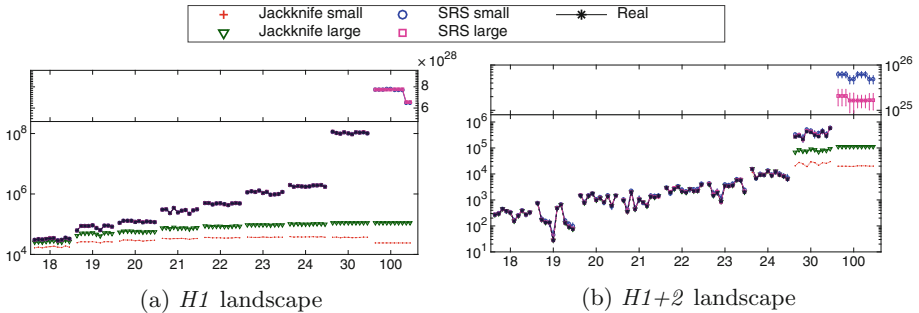 Jackknife small SRS small Real
Jackknife large SRS large
× 10^28
8
6
10^8
10^6
10^4
18 19 20 21 22 23 24 30 100
(a) H1 landscape
10^26
10^25
10^6
10^5
10^4
10^3
10^2
10^1
18 19 20 21 22 23 24 30 100
(b) H1+2 landscape